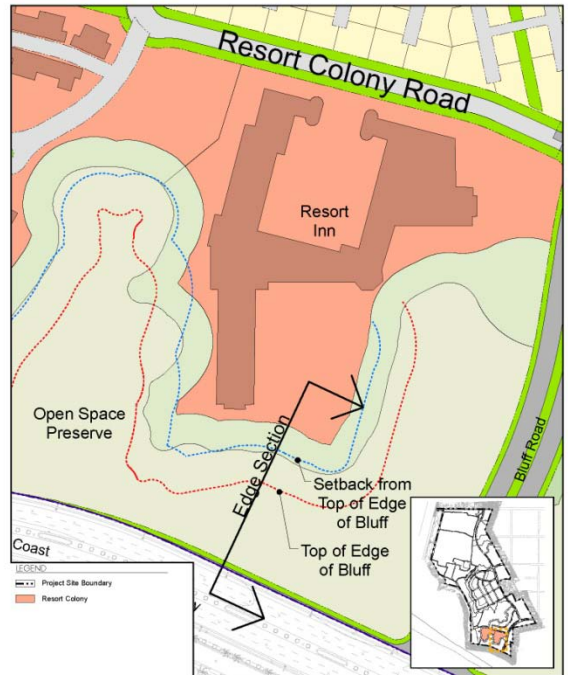 Resort Colony Road
Resort
Inn
Open Space
Preserve
Edge Section
Setback from
Top of Edge
of Bluff
Top of Edge
of Bluff
Bluff Road
Coast
LEGEND
Project Site Boundary
Resort Colony